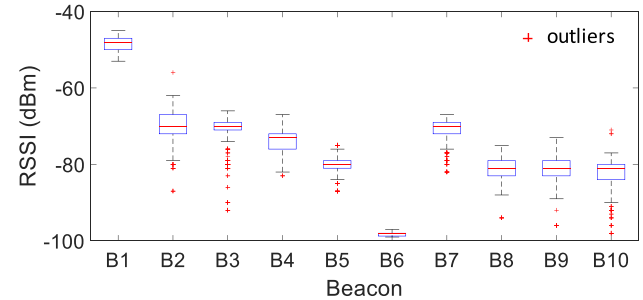 -40
-60
-80
-100
RSSI (dBm)
outliers
B1 B2 B3 B4 B5 B6 B7 B8 B9 B10
Beacon